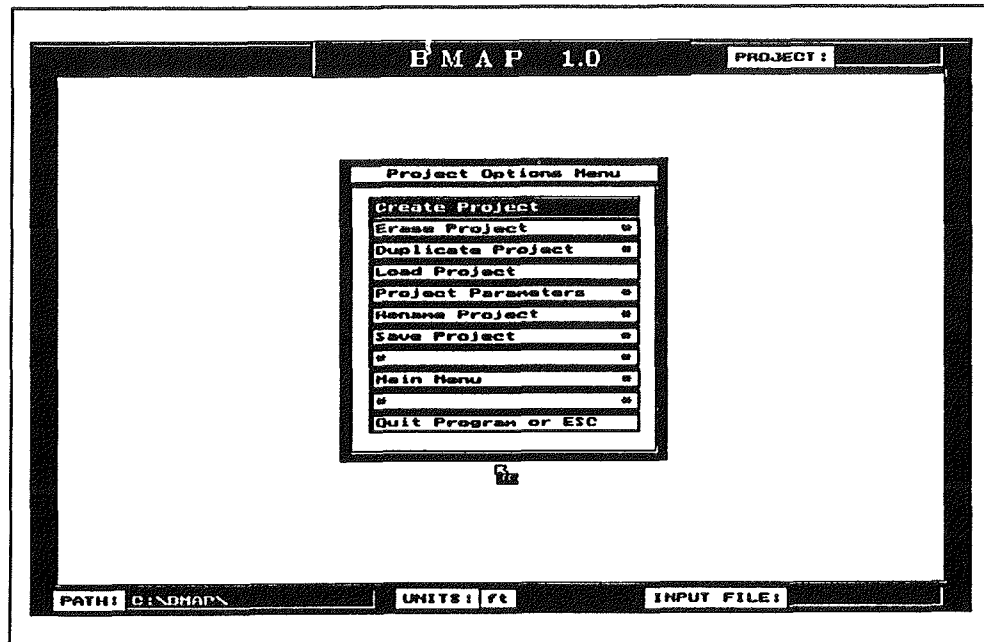 BMAP 1.0
PROJECT:
Project Options Menu
Create Project
Erase Project *
Duplicate Project *
Load Project
Project Parameters *
Rename Project *
Save Project *
* *
Main Menu *
* *
Quit Program or ESC
PATH: C:\BMAP\
UNITS: ft
INPUT FILE: